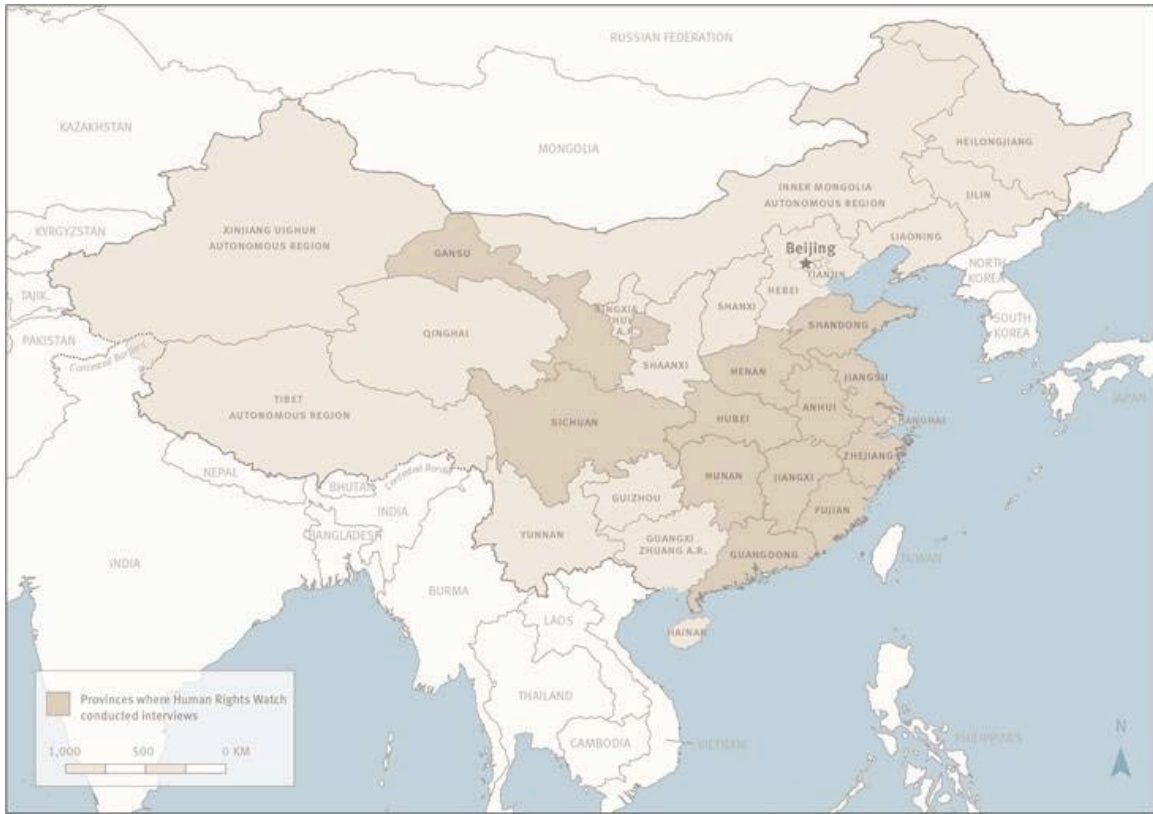 RUSSIAN FEDERATION
KAZAKHSTAN
MONGOLIA
HEILONGJIANG
INNER MONGOLIA
AUTONOMOUS REGION
JILIN
KYRGYZSTAN
XINJIANG UIGHUR
AUTONOMOUS REGION
LIAONING
Beijing
GANSU
TIANJIN
NORTH
KOREA
TAJIK.
HEBEI
SHANXI
NINGXIA
HUI
A.R.
SOUTH
KOREA
PAKISTAN
Contested Borders
QINGHAI
SHANDONG
SHAANXI
HENAN
JIANGSU
JAPAN
TIBET
AUTONOMOUS REGION
SICHUAN
HUBEI
ANHUI
SHANGHAI
ZHEJIANG
NEPAL
Contested Border
BHUTAN
HUNAN
JIANGXI
GUIZHOU
INDIA
FUJIAN
YUNNAN
GUANGXI
ZHUANG A.R.
BANGLADESH
GUANGDONG
TAIWAN
INDIA
BURMA
LAOS
HAINAN
THAILAND
CAMBODIA
VIETNAM
PHILIPPINES
N
Provinces where Human Rights Watch
conducted interviews
1,000 500 0 KM